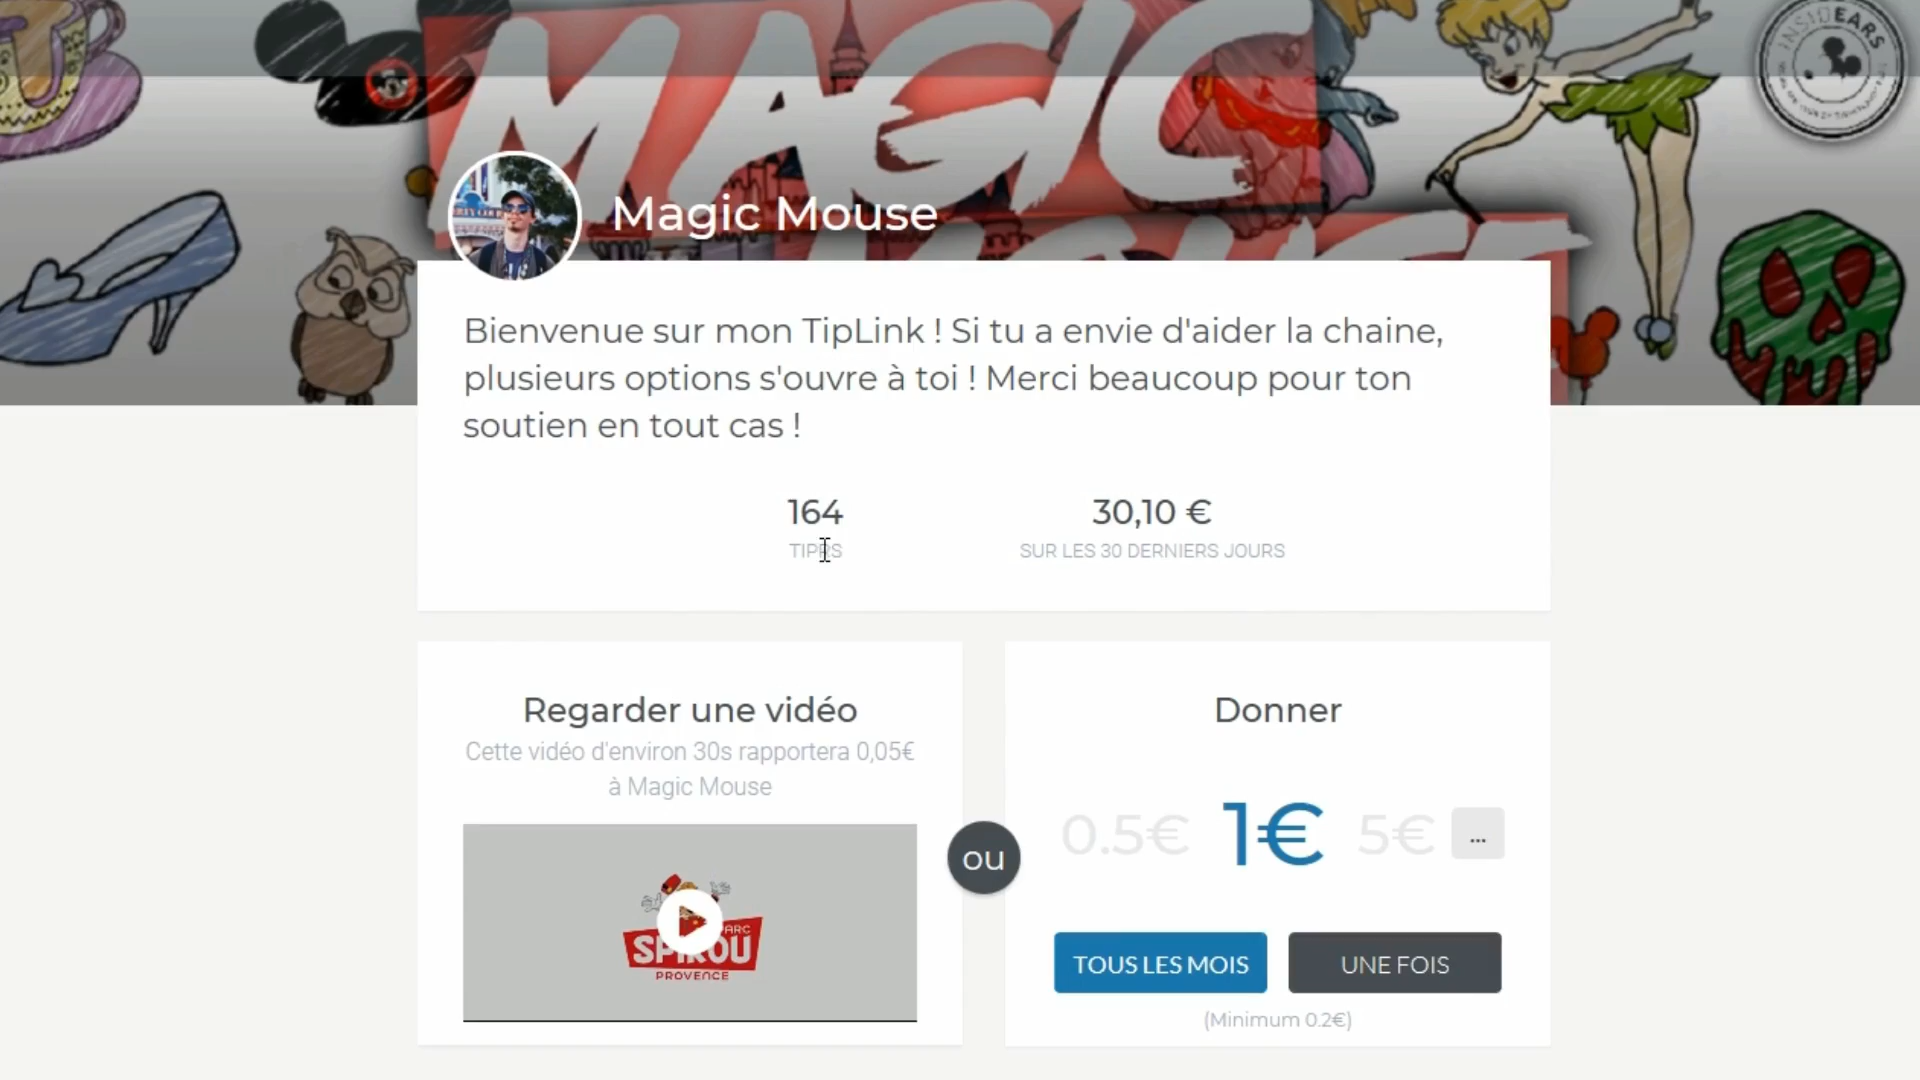 MAGIC
INSIDEARS
Magic Mouse
Bienvenue sur mon TipLink ! Si tu a envie d'aider la chaine,
plusieurs options s'ouvre à toi ! Merci beaucoup pour ton
soutien en tout cas !
164
30,10 €
TIPRS
SUR LES 30 DERNIERS JOURS
Regarder une vidéo
Cette vidéo d'environ 30s rapportera 0,05€
à Magic Mouse
Donner
0.5€ 1€ 5€ ...
ou
PARC
SPIROU
PROVENCE
TOUS LES MOIS
UNE FOIS
(Minimum 0.2€)